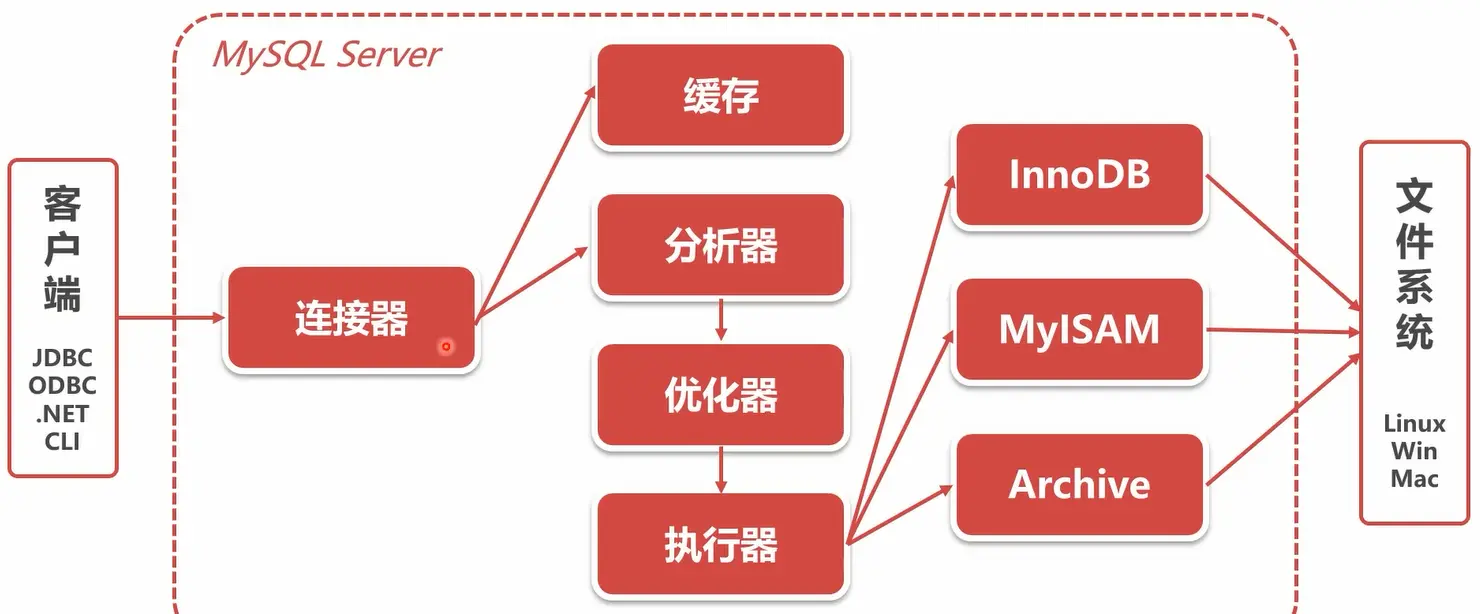 MySQL Server
客户端
JDBC
ODBC
.NET
CLI
连接器
缓存
分析器
优化器
执行器
InnoDB
MyISAM
Archive
文件系统
Linux
Win
Mac